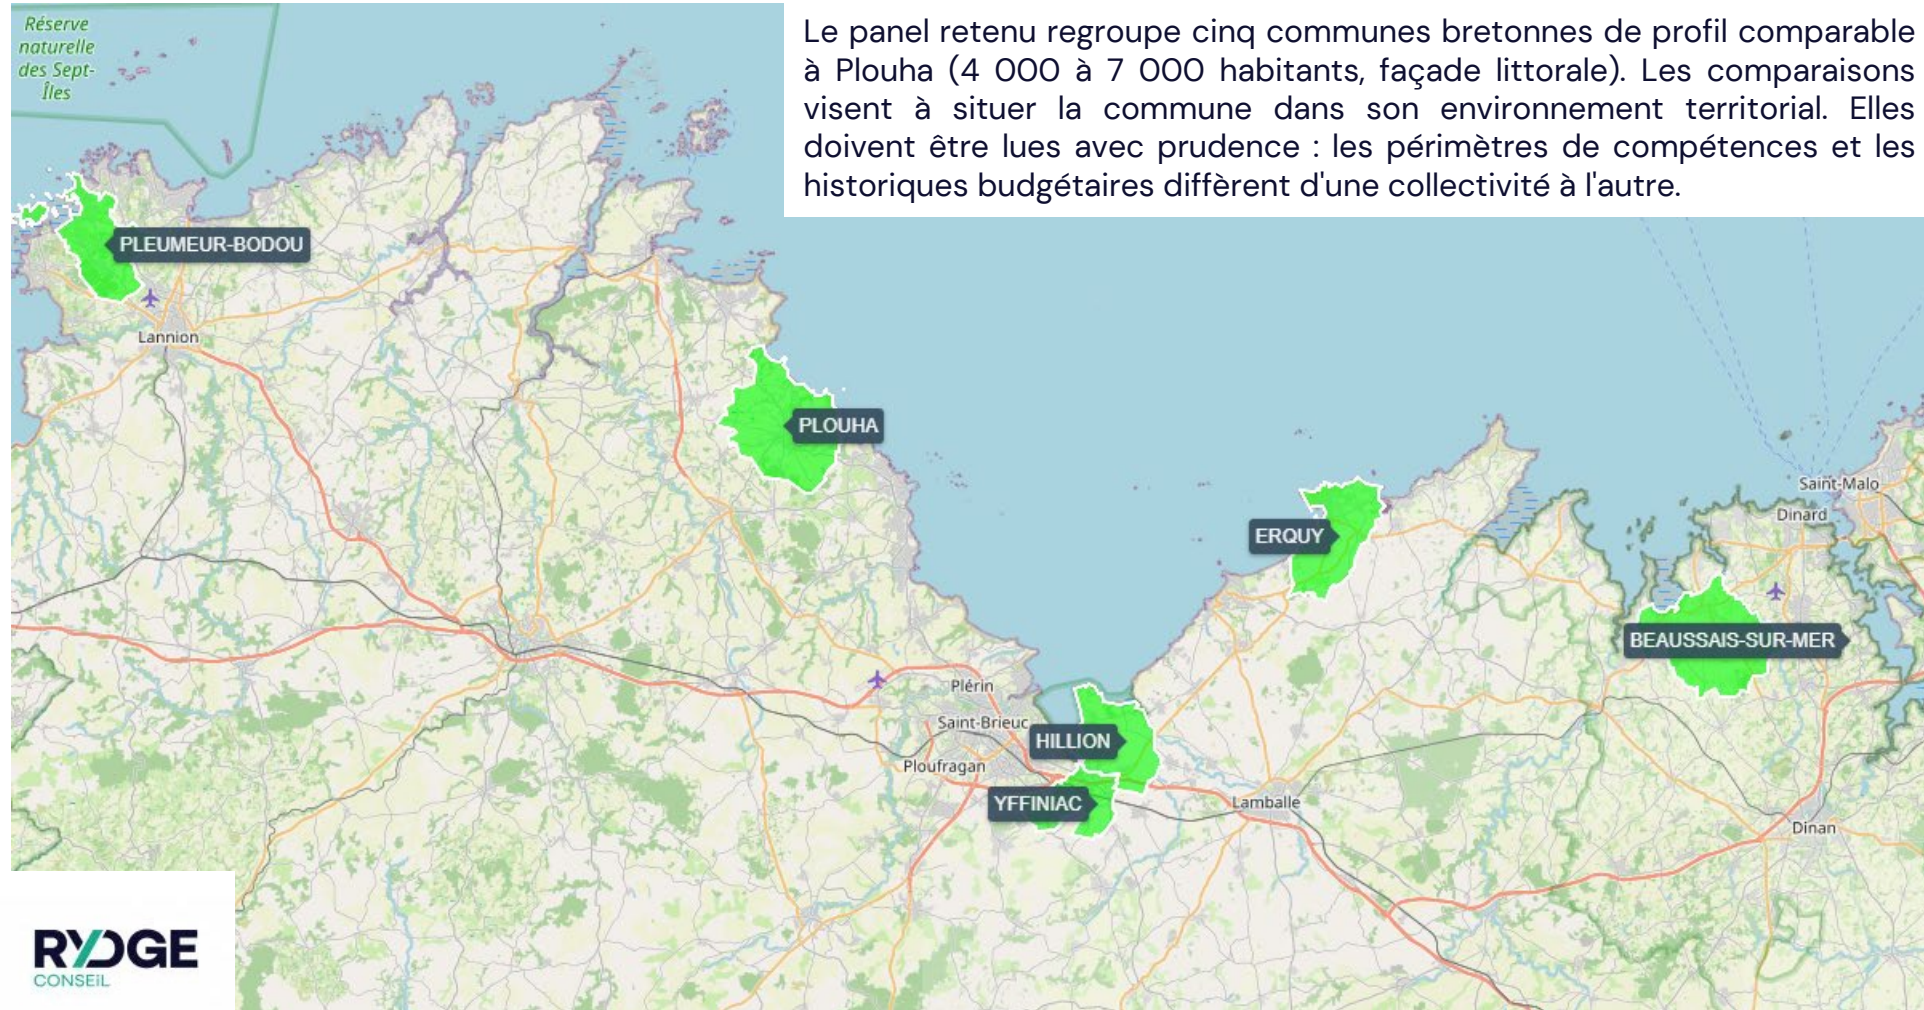 Réserve
naturelle
des Sept-
Îles
Le panel retenu regroupe cinq communes bretonnes de profil comparable
à Plouha (4 000 à 7 000 habitants, façade littorale). Les comparaisons
visent à situer la commune dans son environnement territorial. Elles
doivent être lues avec prudence : les périmètres de compétences et les
historiques budgétaires diffèrent d'une collectivité à l'autre.
PLEUMEUR-BODOU
Lannion
PLOUHA
Saint-Malo
Dinard
ERQUY
BEAUSSAIS-SUR-MER
Plérin
Saint-Brieuc
HILLION
Ploufragan
YFFINIAC
Lamballe
Dinan
RYDGE
CONSEIL